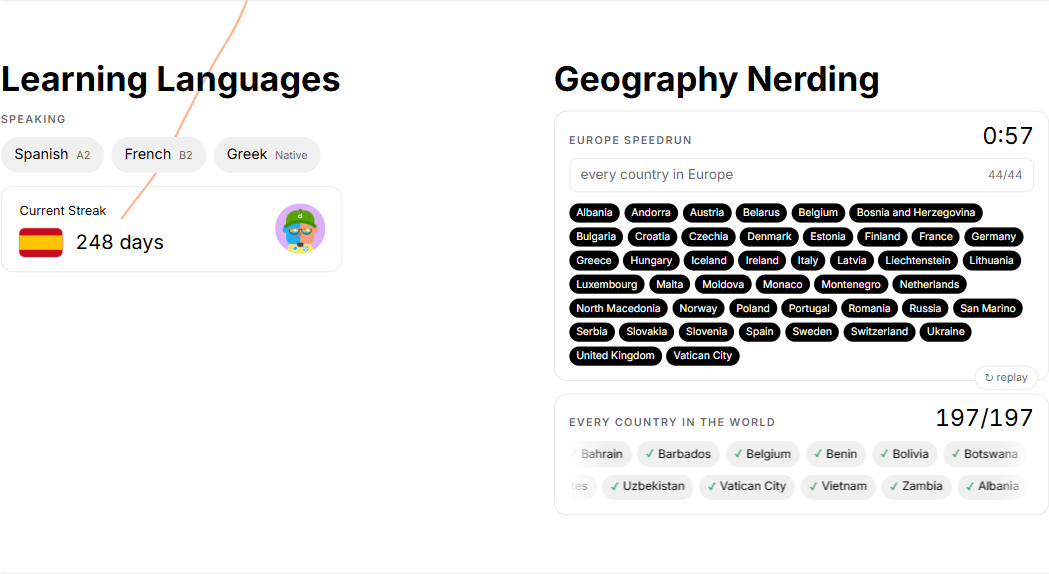 Learning Languages
SPEAKING
Spanish A2 French B2 Greek Native
Current Streak
248 days
Geography Nerding
EUROPE SPEEDRUN 0:57
every country in Europe 44/44
Albania Andorra Austria Belarus Belgium Bosnia and Herzegovina
Bulgaria Croatia Czechia Denmark Estonia Finland France Germany
Greece Hungary Iceland Ireland Italy Latvia Liechtenstein Lithuania
Luxembourg Malta Moldova Monaco Montenegro Netherlands
North Macedonia Norway Poland Portugal Romania Russia San Marino
Serbia Slovakia Slovenia Spain Sweden Switzerland Ukraine
United Kingdom Vatican City
↻ replay
EVERY COUNTRY IN THE WORLD 197/197
✓ Bahrain ✓ Barbados ✓ Belgium ✓ Benin ✓ Bolivia ✓ Botswana
tes ✓ Uzbekistan ✓ Vatican City ✓ Vietnam ✓ Zambia ✓ Albania